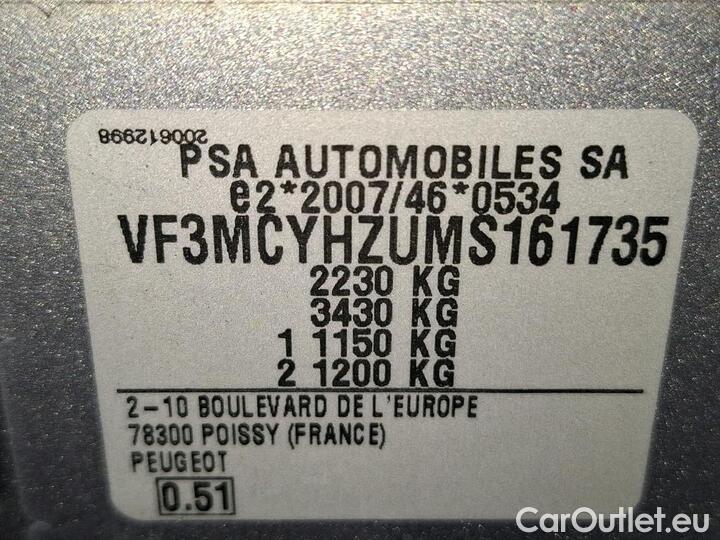 200612998
PSA AUTOMOBILES SA
e2*2007/46*0534
VF3MCYHZUMS161735
2230 KG
3430 KG
1 1150 KG
2 1200 KG
2-10 BOULEVARD DE L'EUROPE
78300 POISSY (FRANCE)
PEUGEOT
0.51
CarOutlet.eu